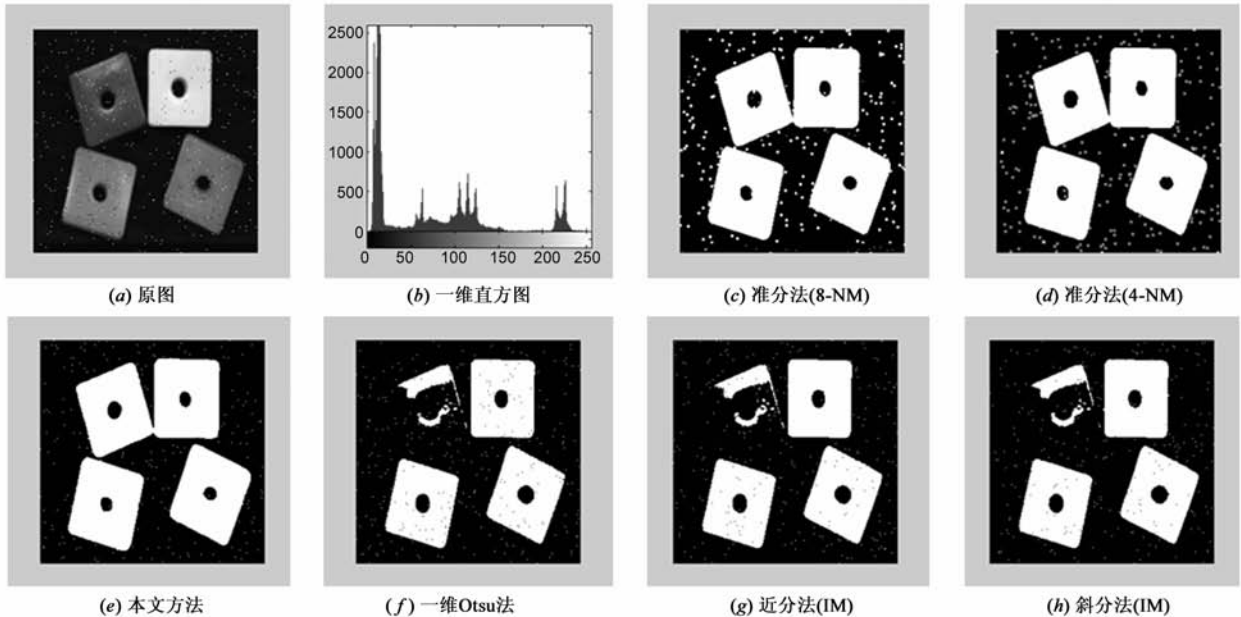 2500
2000
1500
1000
500
0
0 50 100 150 200 250
(a) 原图
(b) 一维直方图
(c) 准分法(8-NM)
(d) 准分法(4-NM)
(e) 本文方法
(f) 一维Otsu法
(g) 近分法(IM)
(h) 斜分法(IM)